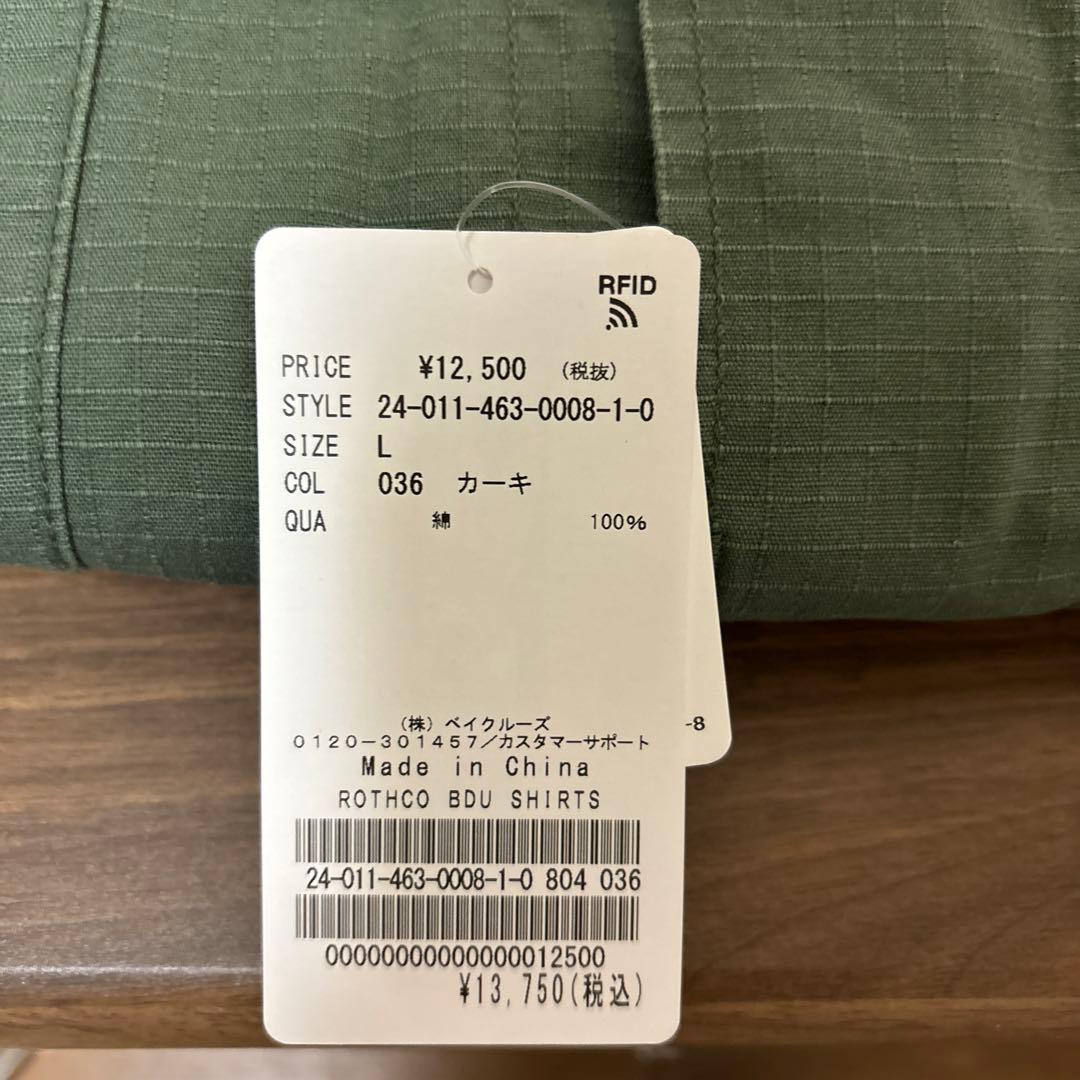 RFID
PRICE ¥12,500 (税抜)
STYLE 24-011-463-0008-1-0
SIZE L
COL 036 カーキ
QUA 綿 100%
(株) ベイクルーズ
0120-301457/カスタマーサポート
Made in China
ROTHCO BDU SHIRTS
24-011-463-0008-1-0 804 036
00000000000000012500
¥13,750(税込)
-8